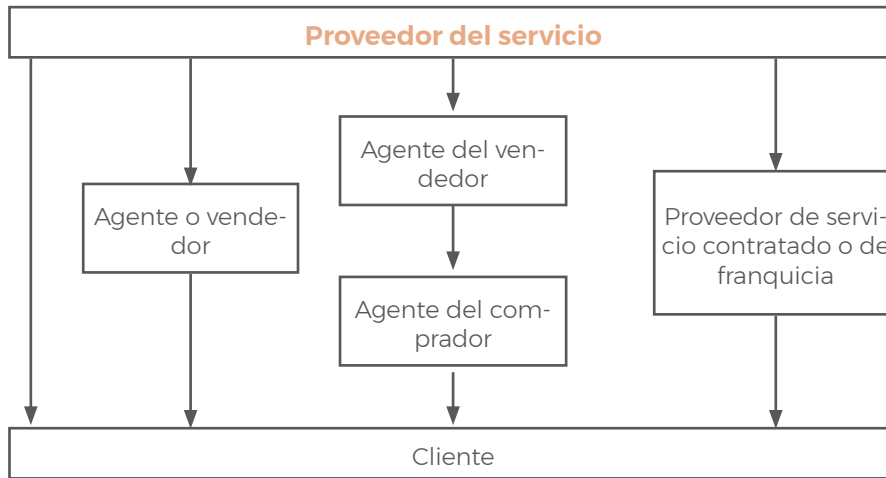 Proveedor del servicio
Agente del ven-
dedor
Agente o vende-
dor
Proveedor de servi-
cio contratado o de
franquicia
Agente del com-
prador
Cliente